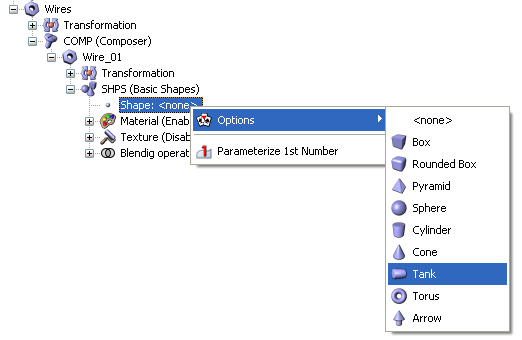 Wires
Transformation
COMP (Composer)
Wire_01
Transformation
SHPS (Basic Shapes)
Shape: <none>
Material (Enab
Texture (Disab
Blendig operat
Options
Parameterize 1st Number
<none>
Box
Rounded Box
Pyramid
Sphere
Cylinder
Cone
Tank
Torus
Arrow